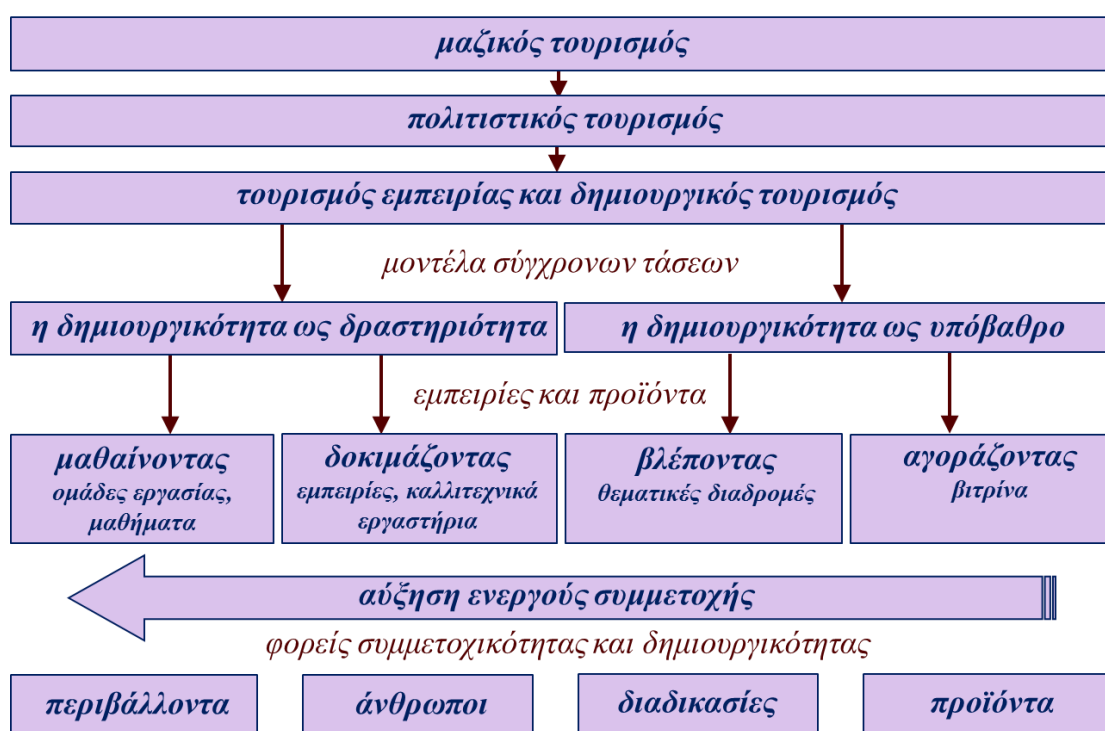 μαζικός τουρισμός
πολιτιστικός τουρισμός
τουρισμός εμπειρίας και δημιουργικός τουρισμός
μοντέλα σύγχρονων τάσεων
η δημιουργικότητα ως δραστηριότητα
η δημιουργικότητα ως υπόβαθρο
εμπειρίες και προϊόντα
μαθαίνοντας
ομάδες εργασίας,
μαθήματα
δοκιμάζοντας
εμπειρίες, καλλιτεχνικά
εργαστήρια
βλέποντας
θεματικές διαδρομές
αγοράζοντας
βιτρίνα
αύξηση ενεργούς συμμετοχής
φορείς συμμετοχικότητας και δημιουργικότητας
περιβάλλοντα
άνθρωποι
διαδικασίες
προϊόντα